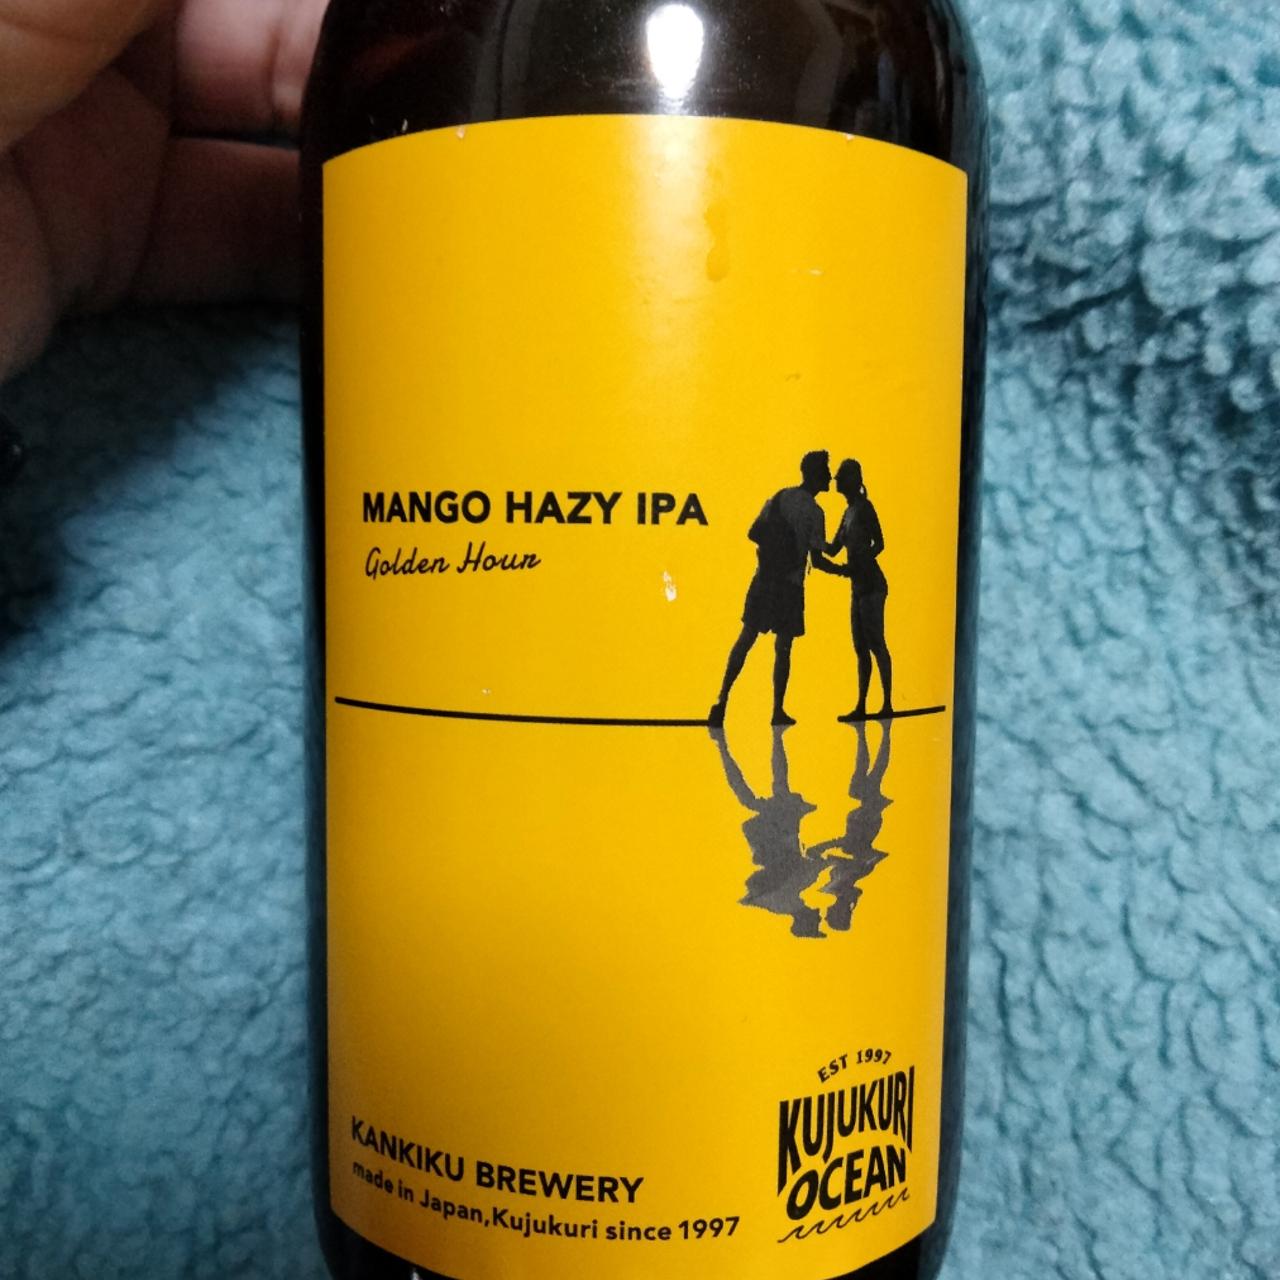 MANGO HAZY IPA
Golden Hour
EST 1997
KUJUKURI
OCEAN
KANKIKU BREWERY
made in Japan,Kujukuri since 1997